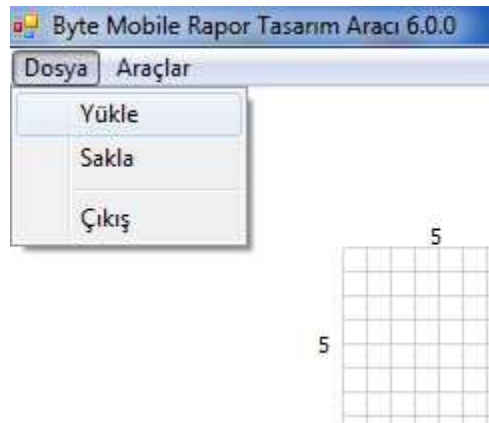 Byte Mobile Rapor Tasarım Aracı 6.0.0
Dosya Araçlar
Yükle
Sakla
Çıkış
5
5